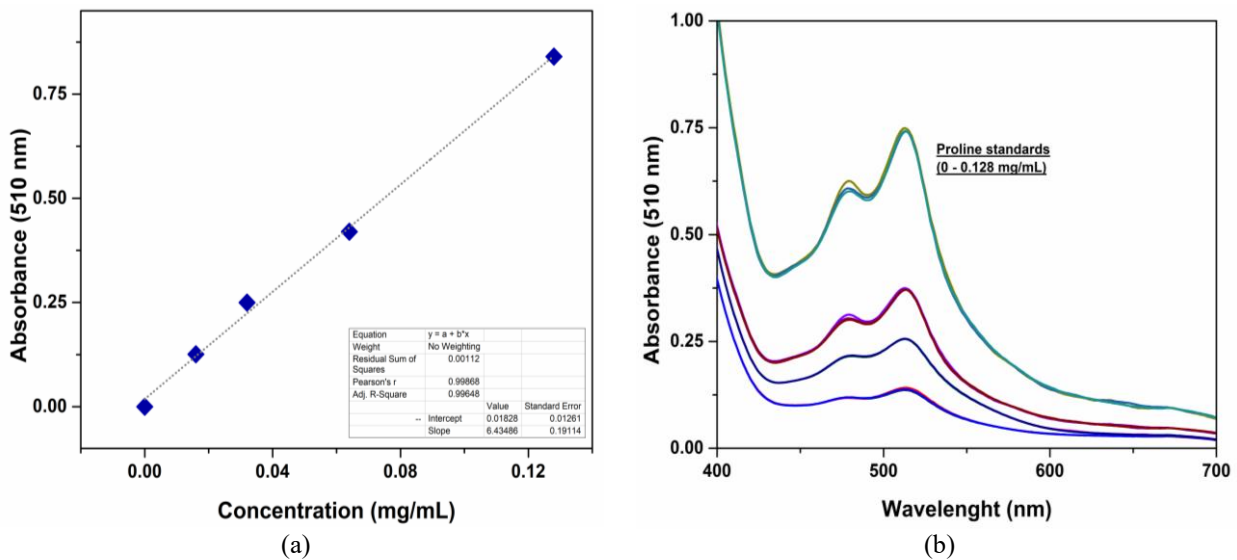 Absorbance (510 nm)
0.75
0.50
0.25
0.00
0.00 0.04 0.08 0.12
Concentration (mg/mL)
Equation y = a + b*x
Weight No Weighting
Residual Sum of Squares 0.00112
Pearson's r 0.99868
Adj. R-Square 0.99648
Value Standard Error
-- Intercept 0.01828 0.01261
Slope 6.43486 0.19114
(a)
Absorbance (510 nm)
1.00
0.75
0.50
0.25
0.00
400 500 600 700
Wavelenght (nm)
Proline standards
(0 - 0.128 mg/mL)
(b)